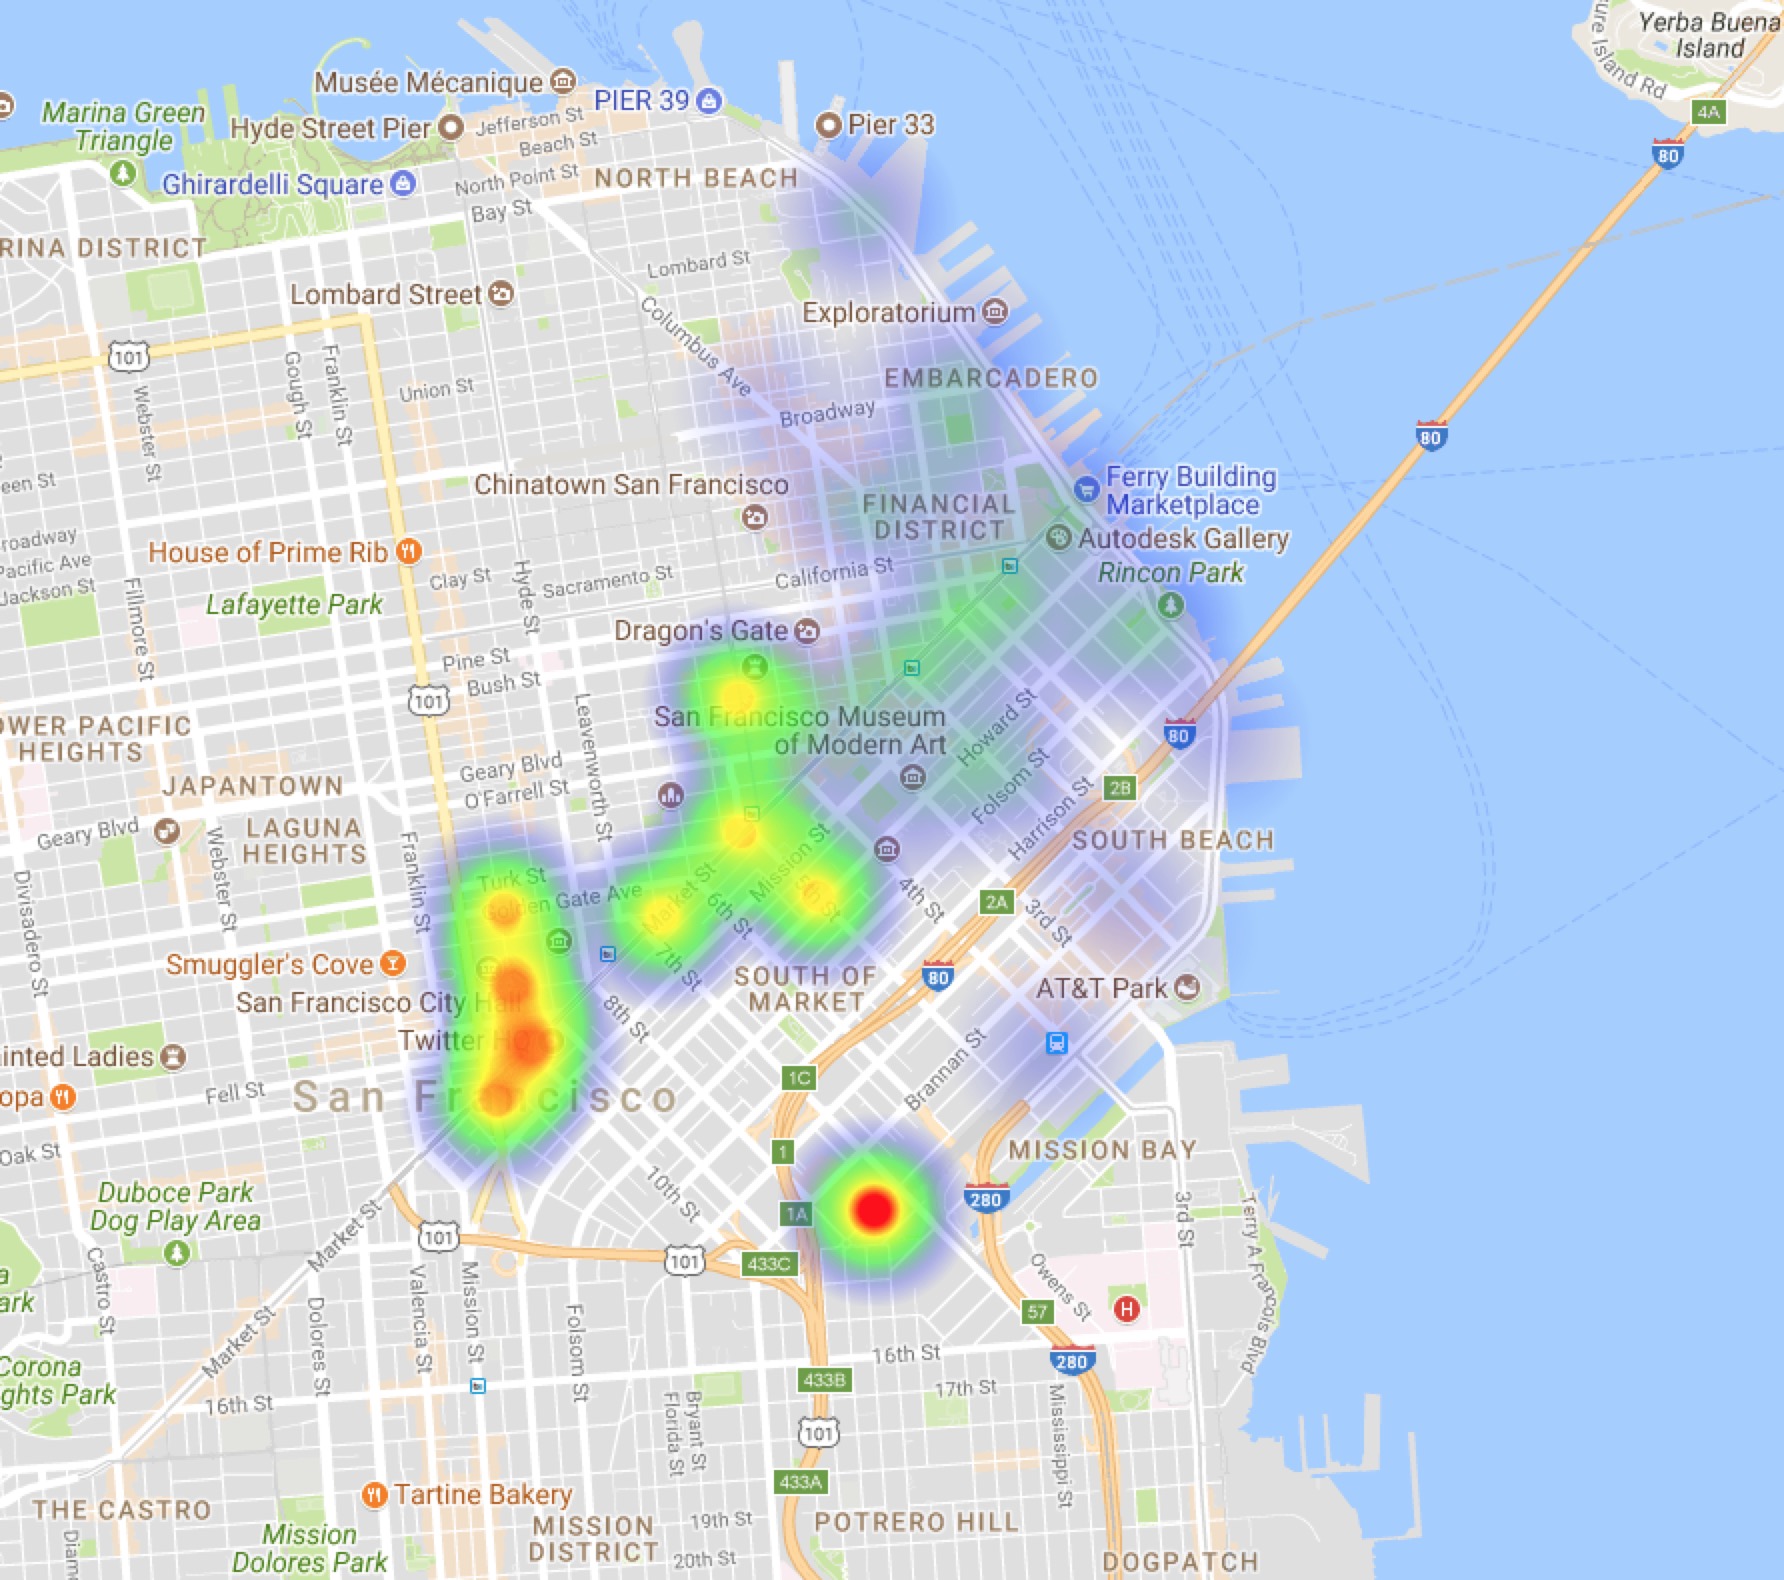 Yerba Buena
Island
ure Island Rd
4A
80
Musée Mécanique
PIER 39
Marina Green
Triangle
Hyde Street Pier
Jefferson St
Beach St
Pier 33
Ghirardelli Square
North Point St
NORTH BEACH
Bay St
RINA DISTRICT
Lombard St
Lombard Street
Exploratorium
Columbus Ave
101
Gough St
Franklin St
Webster St
Union St
EMBARCADERO
Broadway
80
een St
Chinatown San Francisco
Ferry Building
Marketplace
FINANCIAL
DISTRICT
roadway
Pacific Ave
Jackson St
House of Prime Rib
Autodesk Gallery
Rincon Park
Clay St
Sacramento St
California St
Hyde St
Fillmore St
Lafayette Park
Dragon's Gate
Pine St
Bush St
101
Leavenworth St
San Francisco Museum
of Modern Art
Howard St
Folsom St
Harrison St
80
2B
OWER PACIFIC
HEIGHTS
Geary Blvd
O'Farrell St
JAPANTOWN
Geary Blvd
LAGUNA
HEIGHTS
Franklin St
Webster St
Divisadero St
SOUTH BEACH
Turk St
Golden Gate Ave
Market St
Mission St
5th St
6th St
7th St
4th St
2A
3rd St
Smuggler's Cove
San Francisco City Hall
SOUTH OF
MARKET
80
AT&T Park
8th St
Twitter HQ
ainted Ladies
opa
Fell St
San Francisco
1C
Brannan St
Oak St
1
MISSION BAY
Duboce Park
Dog Play Area
10th St
1A
280
3rd St
Terry A Francois Blvd
Market St
101
101
433C
Owens St
Castro St
Valencia St
Mission St
Dolores St
Folsom St
57
H
ark
Market St
16th St
280
Corona
ghts Park
16th St
433B
17th St
Bryant St
Florida St
Mississippi St
101
433A
THE CASTRO
Tartine Bakery
Mission
Dolores Park
MISSION
DISTRICT
19th St
20th St
POTRERO HILL
DOGPATCH
Diam